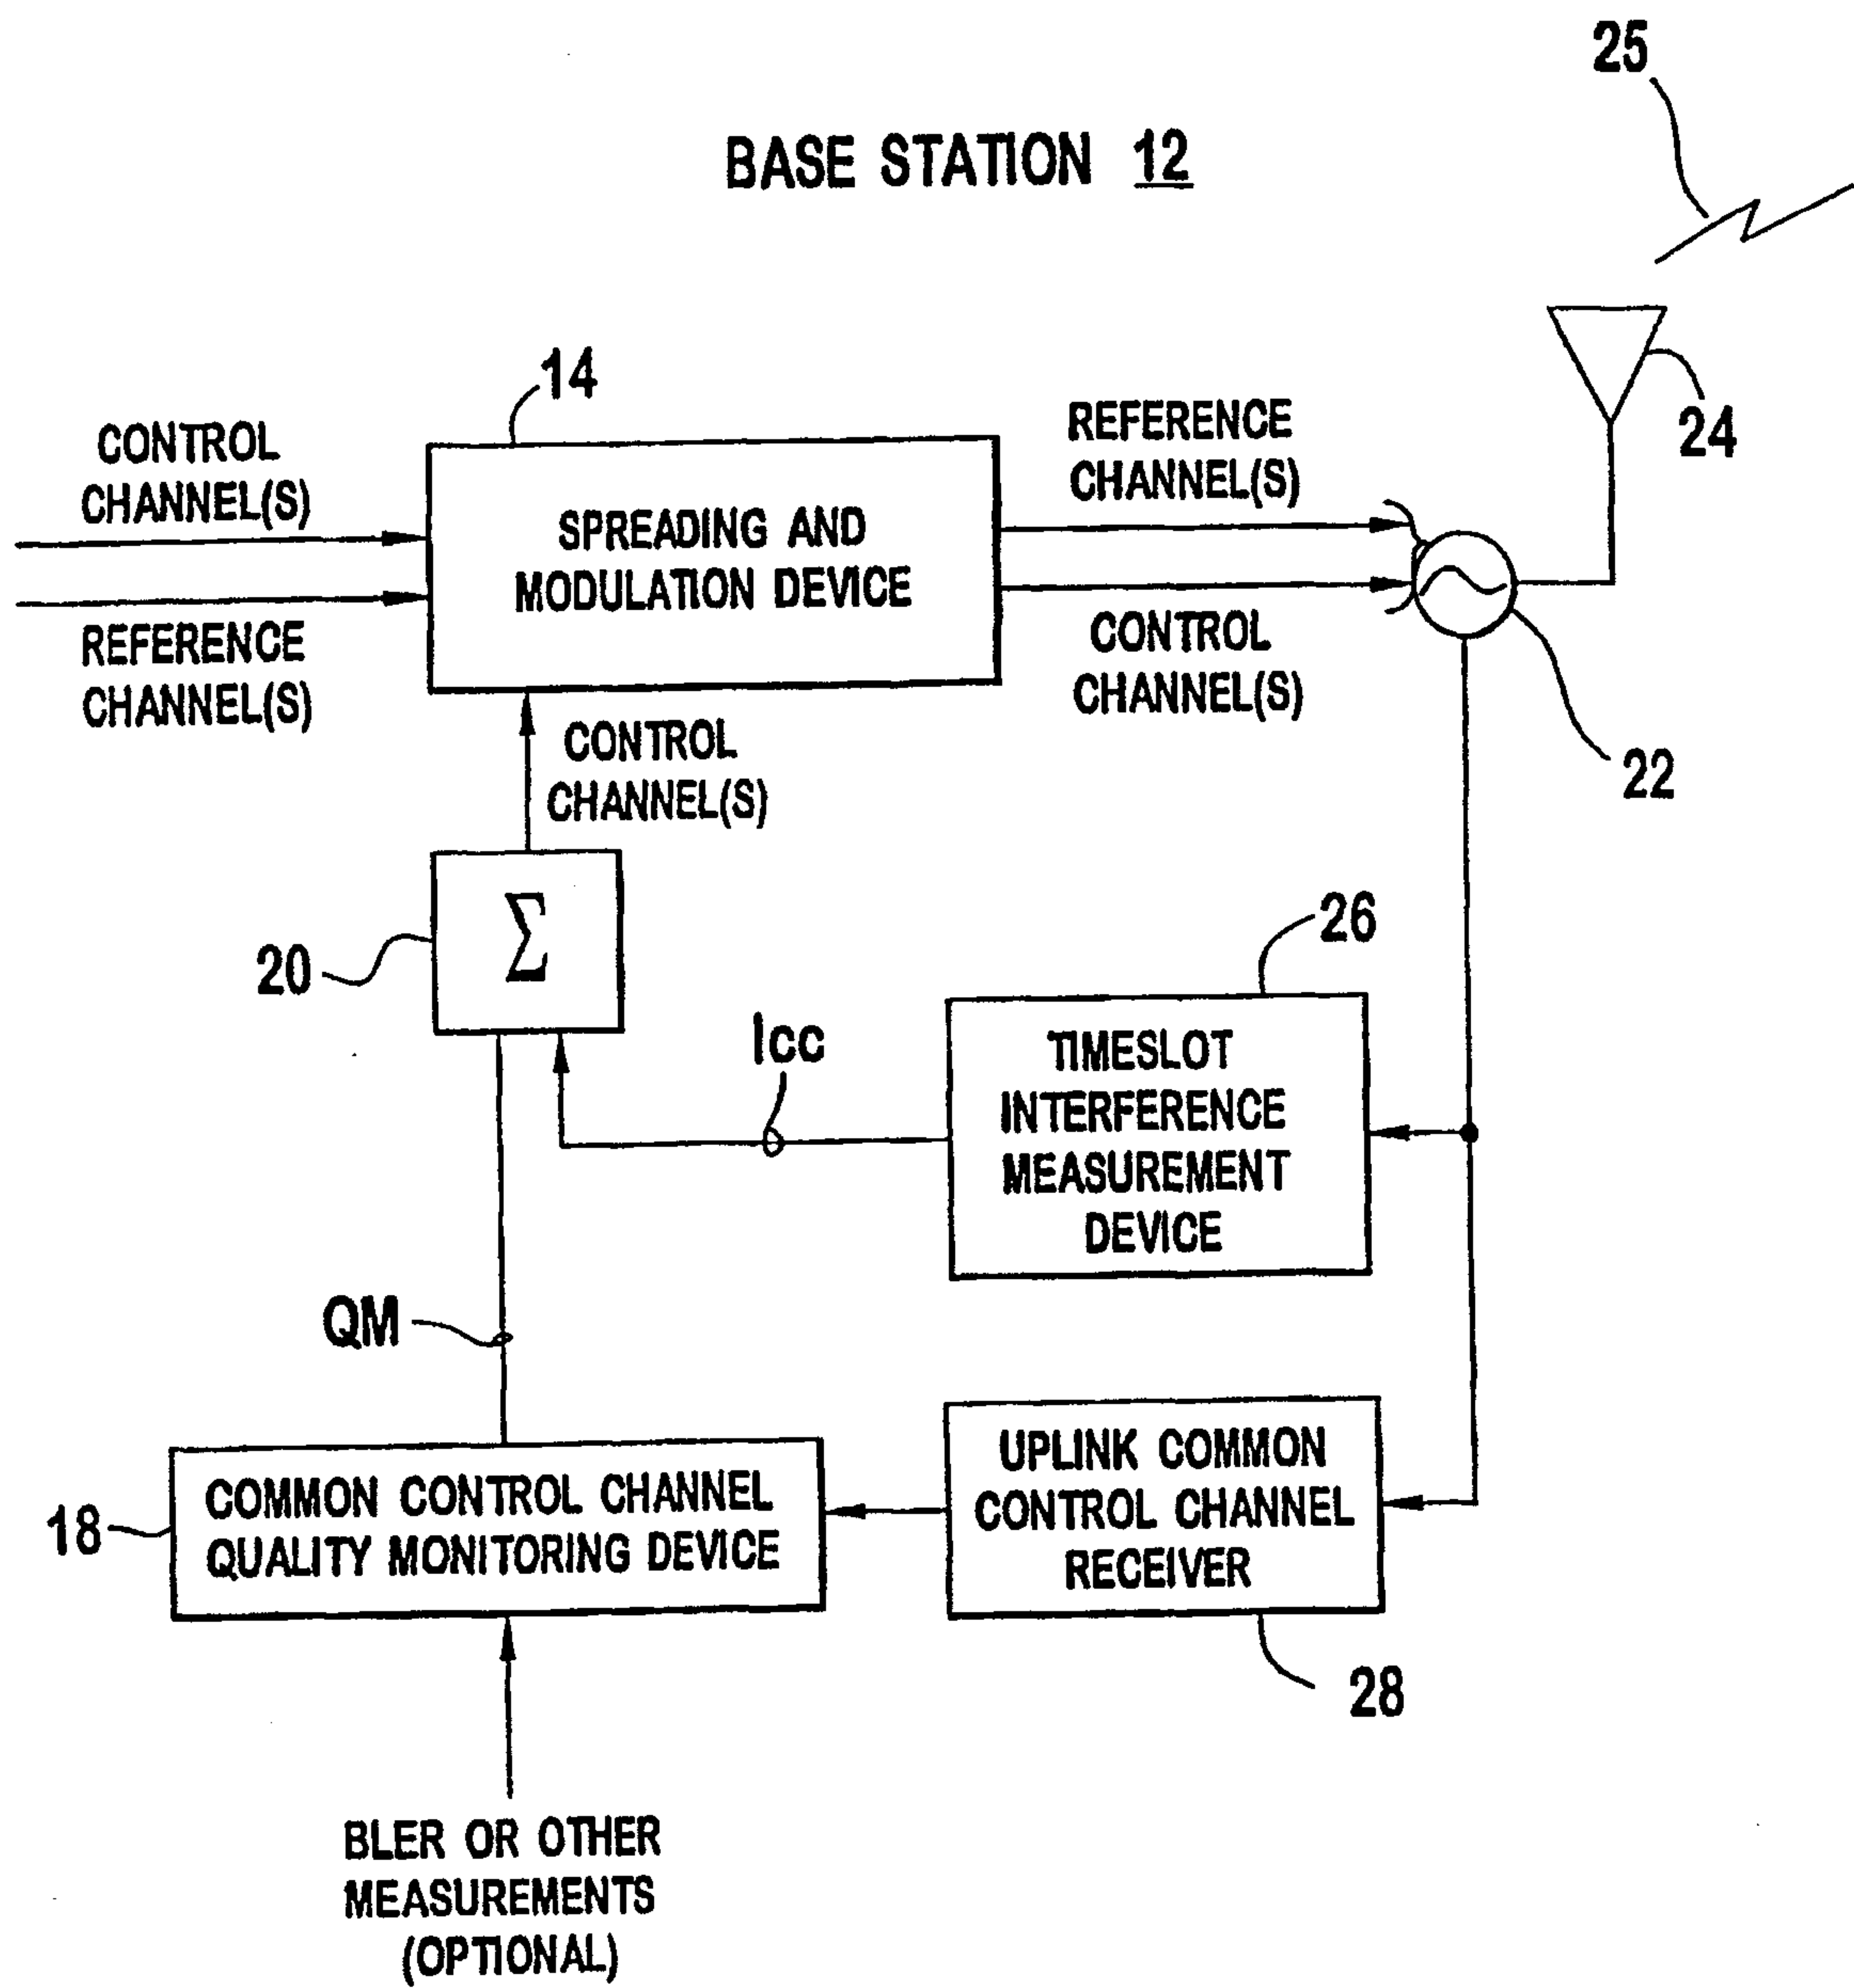 25
BASE STATION 12
14
CONTROL
CHANNEL(S)
REFERENCE
CHANNEL(S)
SPREADING AND
MODULATION DEVICE
REFERENCE
CHANNEL(S)
CONTROL
CHANNEL(S)
24
22
CONTROL
CHANNEL(S)
20
Σ
Icc
26
TIMESLOT
INTERFERENCE
MEASUREMENT
DEVICE
QM
18
COMMON CONTROL CHANNEL
QUALITY MONITORING DEVICE
UPLINK COMMON
CONTROL CHANNEL
RECEIVER
28
BLER OR OTHER
MEASUREMENTS
(OPTIONAL)